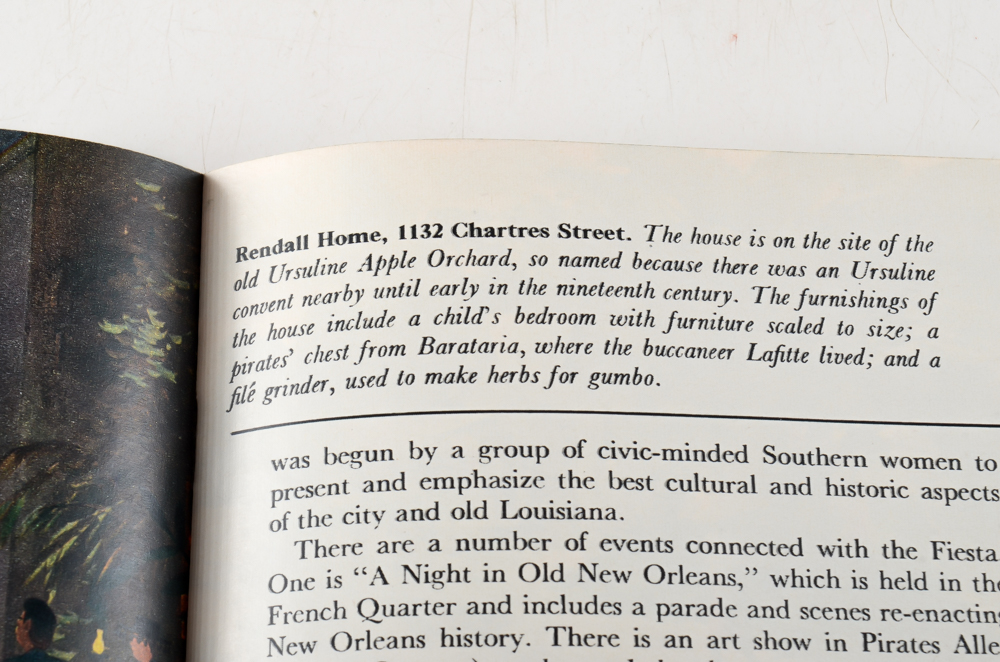 Rendall Home, 1132 Chartres Street. The house is on the site of the
old Ursuline Apple Orchard, so named because there was an Ursuline
convent nearby until early in the nineteenth century. The furnishings of
the house include a child's bedroom with furniture scaled to size; a
pirates' chest from Barataria, where the buccaneer Lafitte lived; and a
filé grinder, used to make herbs for gumbo.
was begun by a group of civic-minded Southern women to
present and emphasize the best cultural and historic aspects
of the city and old Louisiana.
There are a number of events connected with the Fiesta.
One is “A Night in Old New Orleans,” which is held in the
French Quarter and includes a parade and scenes re-enacting
New Orleans history. There is an art show in Pirates Alle